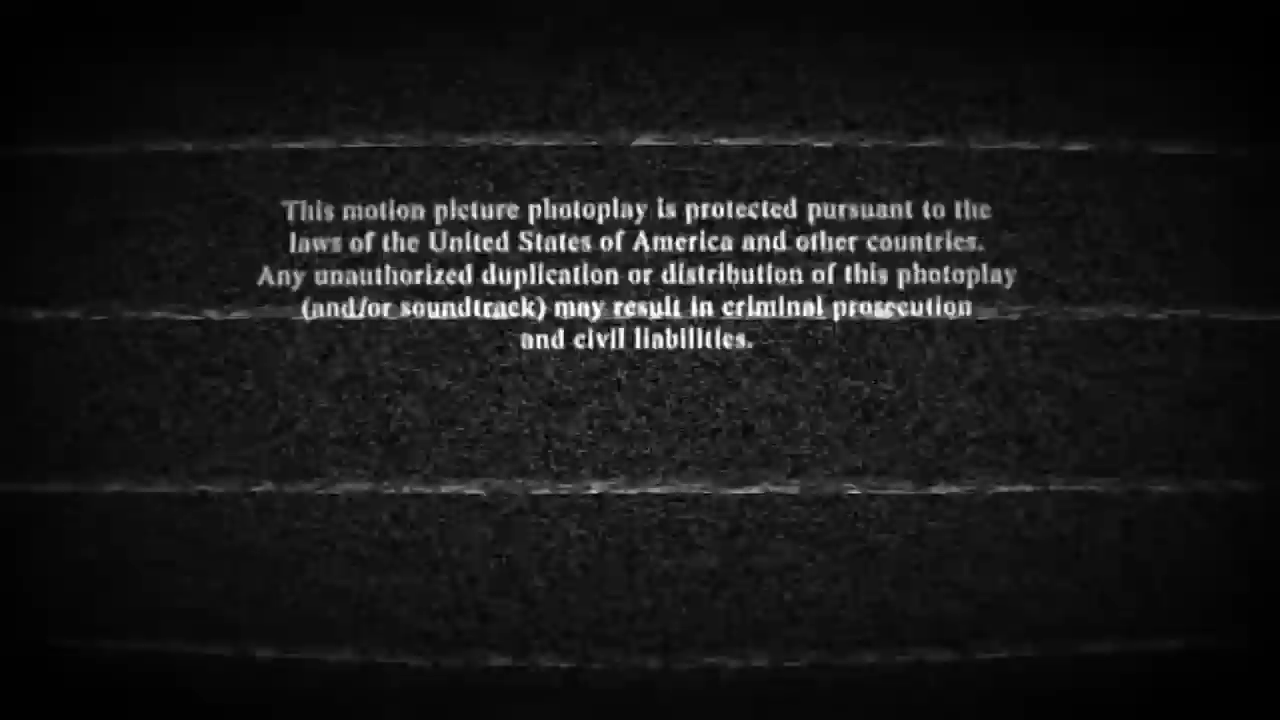 This motion picture photoplay is protected pursuant to the
laws of the United States of America and other countries.
Any unauthorized duplication or distribution of this photoplay
(and/or soundtrack) may result in criminal prosecution
and civil liabilities.